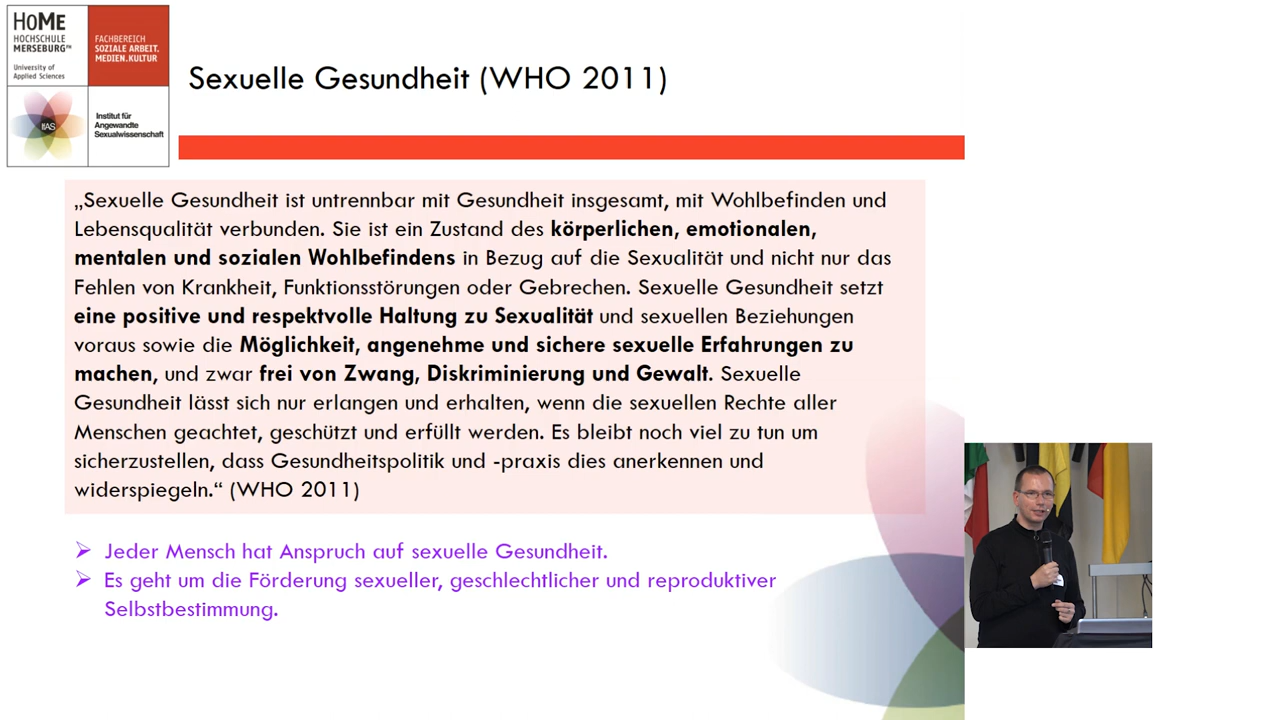 HoMe
HOCHSCHULE
MERSEBURG FH
University of
Applied Sciences
FACHBEREICH
SOZIALE ARBEIT.
MEDIEN.KULTUR
IfAS
Institut für
Angewandte
Sexualwissenschaft
Sexuelle Gesundheit (WHO 2011)
„Sexuelle Gesundheit ist untrennbar mit Gesundheit insgesamt, mit Wohlbefinden und
Lebensqualität verbunden. Sie ist ein Zustand des körperlichen, emotionalen,
mentalen und sozialen Wohlbefindens in Bezug auf die Sexualität und nicht nur das
Fehlen von Krankheit, Funktionsstörungen oder Gebrechen. Sexuelle Gesundheit setzt
eine positive und respektvolle Haltung zu Sexualität und sexuellen Beziehungen
voraus sowie die Möglichkeit, angenehme und sichere sexuelle Erfahrungen zu
machen, und zwar frei von Zwang, Diskriminierung und Gewalt. Sexuelle
Gesundheit lässt sich nur erlangen und erhalten, wenn die sexuellen Rechte aller
Menschen geachtet, geschützt und erfüllt werden. Es bleibt noch viel zu tun um
sicherzustellen, dass Gesundheitspolitik und -praxis dies anerkennen und
widerspiegeln.“ (WHO 2011)
Jeder Mensch hat Anspruch auf sexuelle Gesundheit.
Es geht um die Förderung sexueller, geschlechtlicher und reproduktiver
Selbstbestimmung.